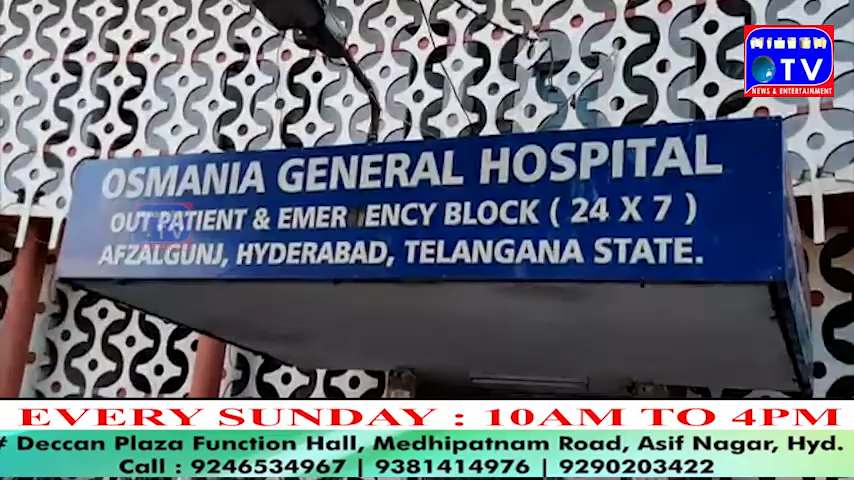 TV
NEWS & ENTERTAINMENT
OSMANIA GENERAL HOSPITAL
OUT PATIENT & EMER ENCY BLOCK ( 24 X 7 )
AFZALGUNJ, HYDERABAD, TELANGANA STATE.
TV
EVERY SUNDAY : 10AM TO 4PM
# Deccan Plaza Function Hall, Medhipatnam Road, Asif Nagar, Hyd.
Call : 9246534967 | 9381414976 | 9290203422